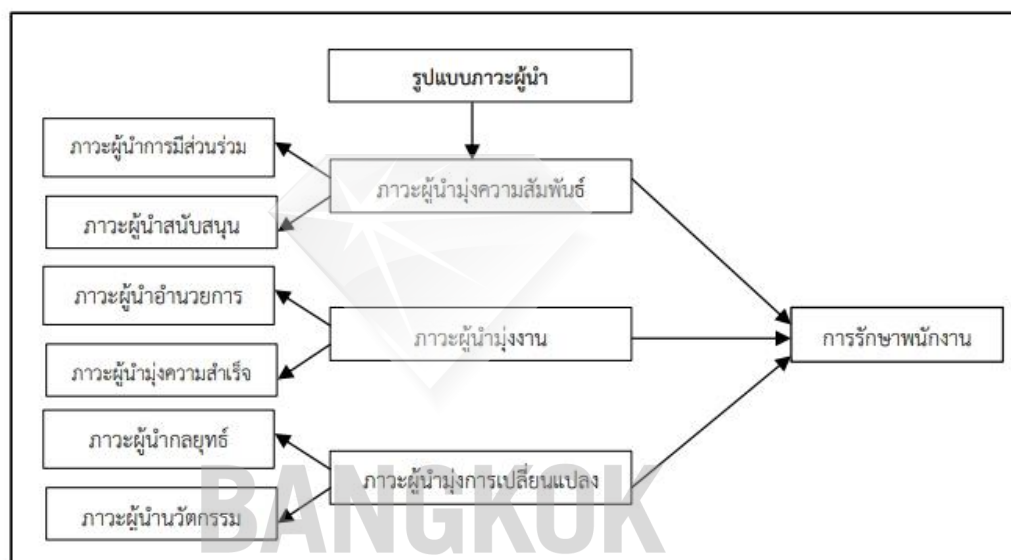 รูปแบบภาวะผู้นำ
ภาวะผู้นำการมีส่วนร่วม
ภาวะผู้นำมุ่งความสัมพันธ์
ภาวะผู้นำสนับสนุน
ภาวะผู้นำอำนวยการ
ภาวะผู้นำมุ่งงาน
การรักษาพนักงาน
ภาวะผู้นำมุ่งความสำเร็จ
ภาวะผู้นำกลยุทธ์
ภาวะผู้นำมุ่งการเปลี่ยนแปลง
ภาวะผู้นำนวัตกรรม
BANGKOK